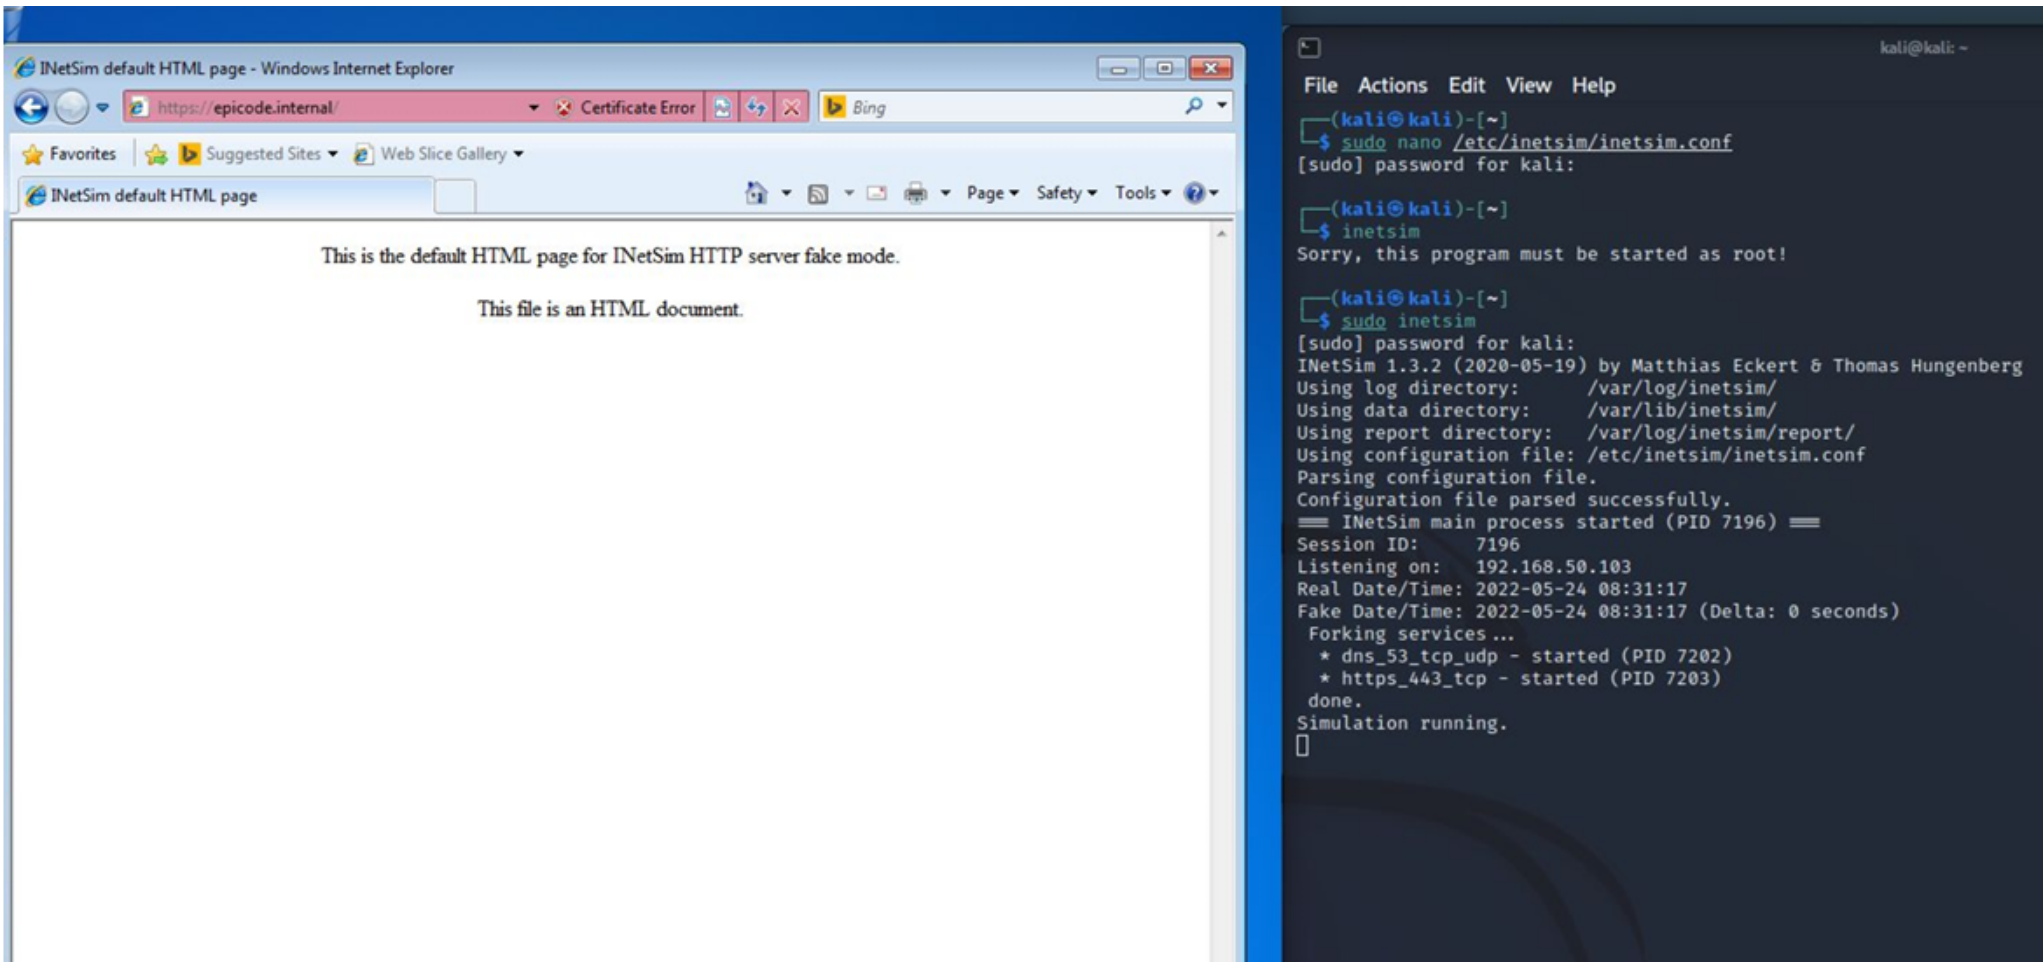 INetSim default HTML page - Windows Internet Explorer
https://epicode.internal/ Certificate Error Bing
Favorites Suggested Sites Web Slice Gallery
INetSim default HTML page Page Safety Tools
This is the default HTML page for INetSim HTTP server fake mode.
This file is an HTML document.
kali@kali: ~
File Actions Edit View Help
(kali㉿kali)-[~]
$ sudo nano /etc/inetsim/inetsim.conf
[sudo] password for kali:
(kali㉿kali)-[~]
$ inetsim
Sorry, this program must be started as root!
(kali㉿kali)-[~]
$ sudo inetsim
[sudo] password for kali:
INetSim 1.3.2 (2020-05-19) by Matthias Eckert & Thomas Hungenberg
Using log directory: /var/log/inetsim/
Using data directory: /var/lib/inetsim/
Using report directory: /var/log/inetsim/report/
Using configuration file: /etc/inetsim/inetsim.conf
Parsing configuration file.
Configuration file parsed successfully.
=== INetSim main process started (PID 7196) ===
Session ID: 7196
Listening on: 192.168.50.103
Real Date/Time: 2022-05-24 08:31:17
Fake Date/Time: 2022-05-24 08:31:17 (Delta: 0 seconds)
Forking services ...
* dns_53_tcp_udp - started (PID 7202)
* https_443_tcp - started (PID 7203)
done.
Simulation running.